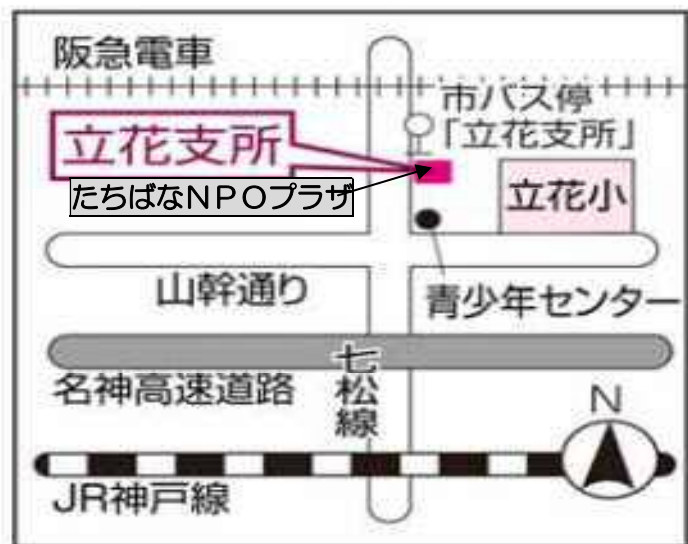 阪急電車
市バス停
「立花支所」
立花支所
たちばなNPOプラザ
立花小
山幹通り
青少年センター
七松線
名神高速道路
N
JR神戸線